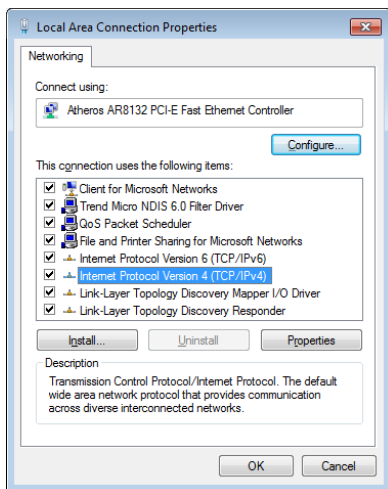 Local Area Connection Properties
Networking
Connect using:
Atheros AR8132 PCI-E Fast Ethernet Controller
Configure...
This connection uses the following items:
Client for Microsoft Networks
Trend Micro NDIS 6.0 Filter Driver
QoS Packet Scheduler
File and Printer Sharing for Microsoft Networks
Internet Protocol Version 6 (TCP/IPv6)
Internet Protocol Version 4 (TCP/IPv4)
Link-Layer Topology Discovery Mapper I/O Driver
Link-Layer Topology Discovery Responder
Install... Uninstall Properties
Description
Transmission Control Protocol/Internet Protocol. The default
wide area network protocol that provides communication
across diverse interconnected networks.
OK Cancel